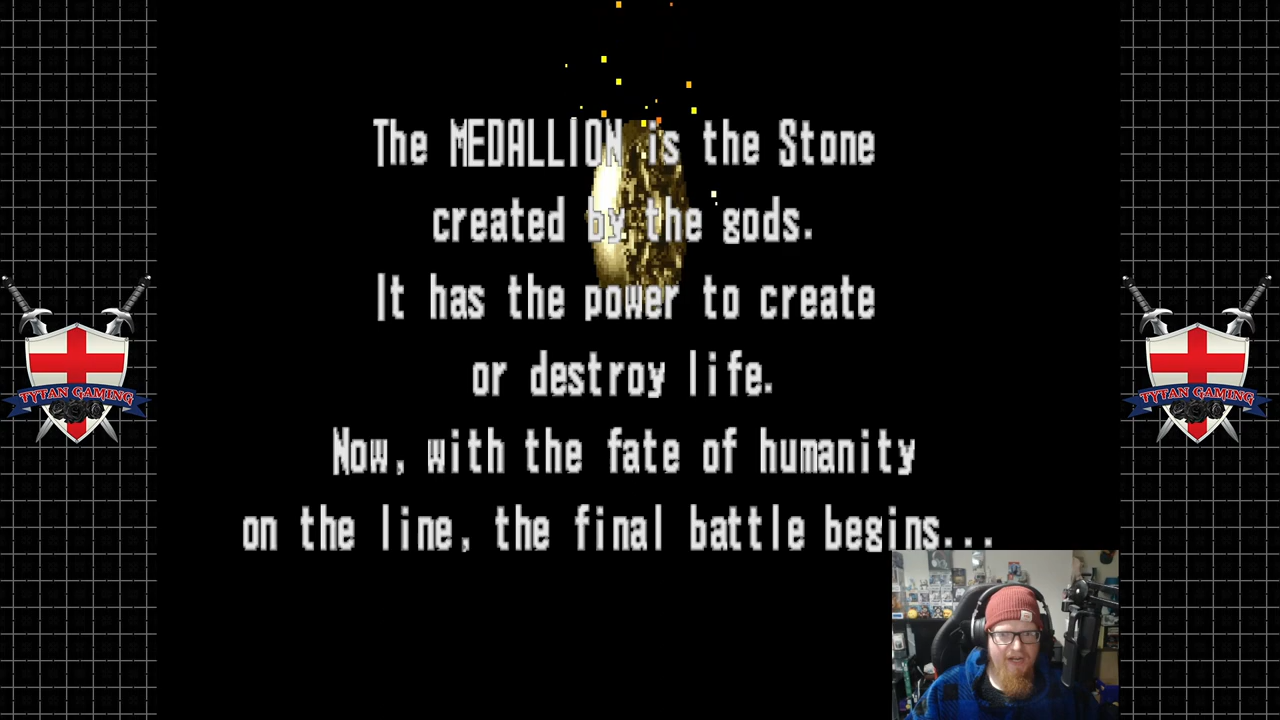 The MEDALLION is the Stone
created by the gods.
It has the power to create
or destroy life.
Now, with the fate of humanity
on the line, the final battle begins...
TYTAN GAMING
TYTAN GAMING